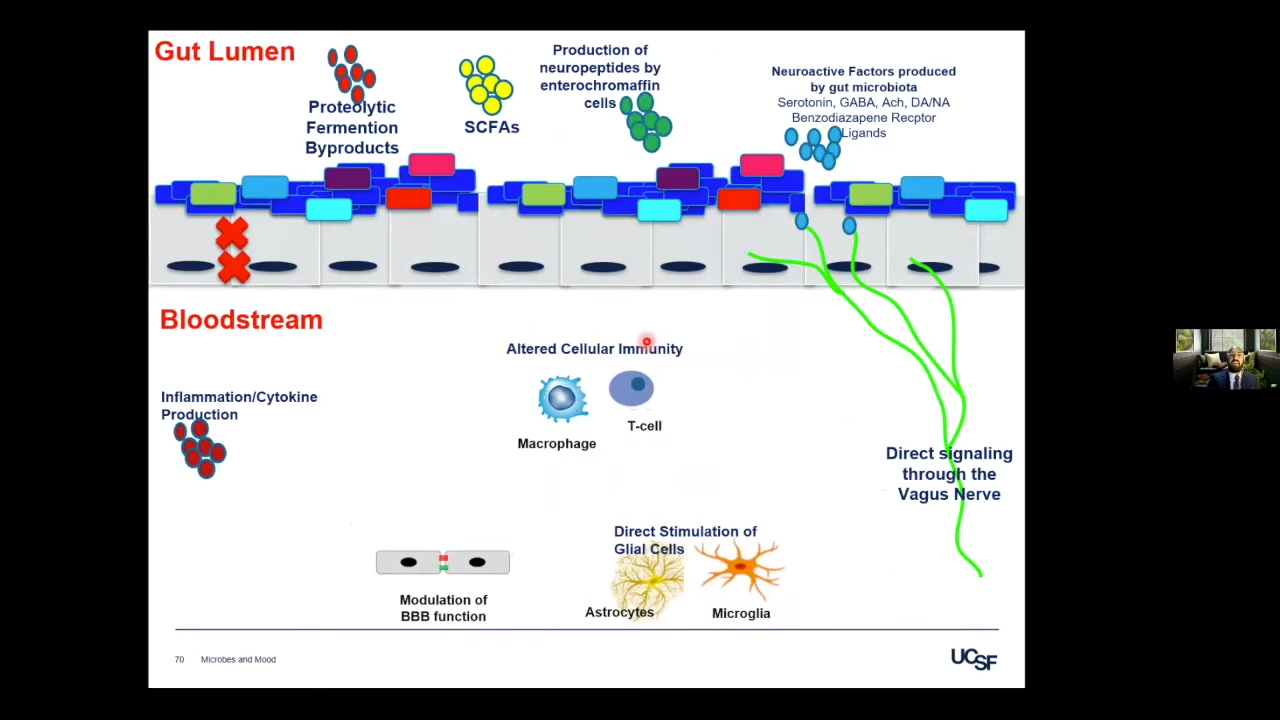 Gut Lumen
Proteolytic
Fermention
Byproducts
SCFAs
Production of
neuropeptides by
enterochromaffin
cells
Neuroactive Factors produced
by gut microbiota
Serotonin, GABA, Ach, DA/NA
Benzodiazapene Recptor
Ligands
Bloodstream
Altered Cellular Immunity
Macrophage
T-cell
Inflammation/Cytokine
Production
Direct signaling
through the
Vagus Nerve
Modulation of
BBB function
Direct Stimulation of
Glial Cells
Astrocytes
Microglia
70 Microbes and Mood
UCSF